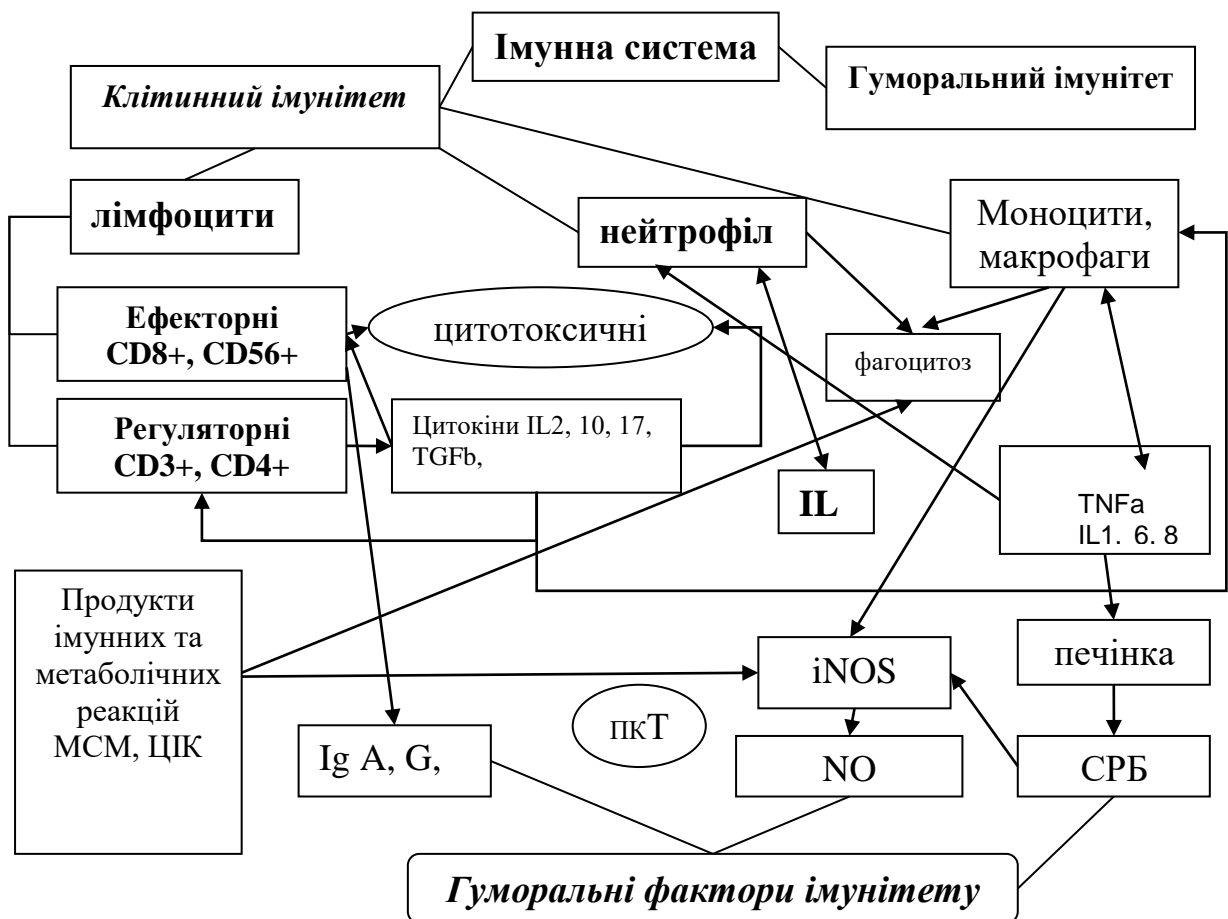 Імунна система
Гуморальний імунітет
Клітинний імунітет
лімфоцити
нейтрофіл
Моноцити,
макрофаги
Ефекторні
CD8+, CD56+
цитотоксичні
фагоцитоз
Регуляторні
CD3+, CD4+
Цитокіни IL2, 10, 17,
TGFb,
IL
TNFa
IL1. 6. 8
Продукти
імунних та
метаболічних
реакцій
МСМ, ЦІК
печінка
iNOS
пкТ
Ig A, G,
NO
СРБ
Гуморальні фактори імунітету